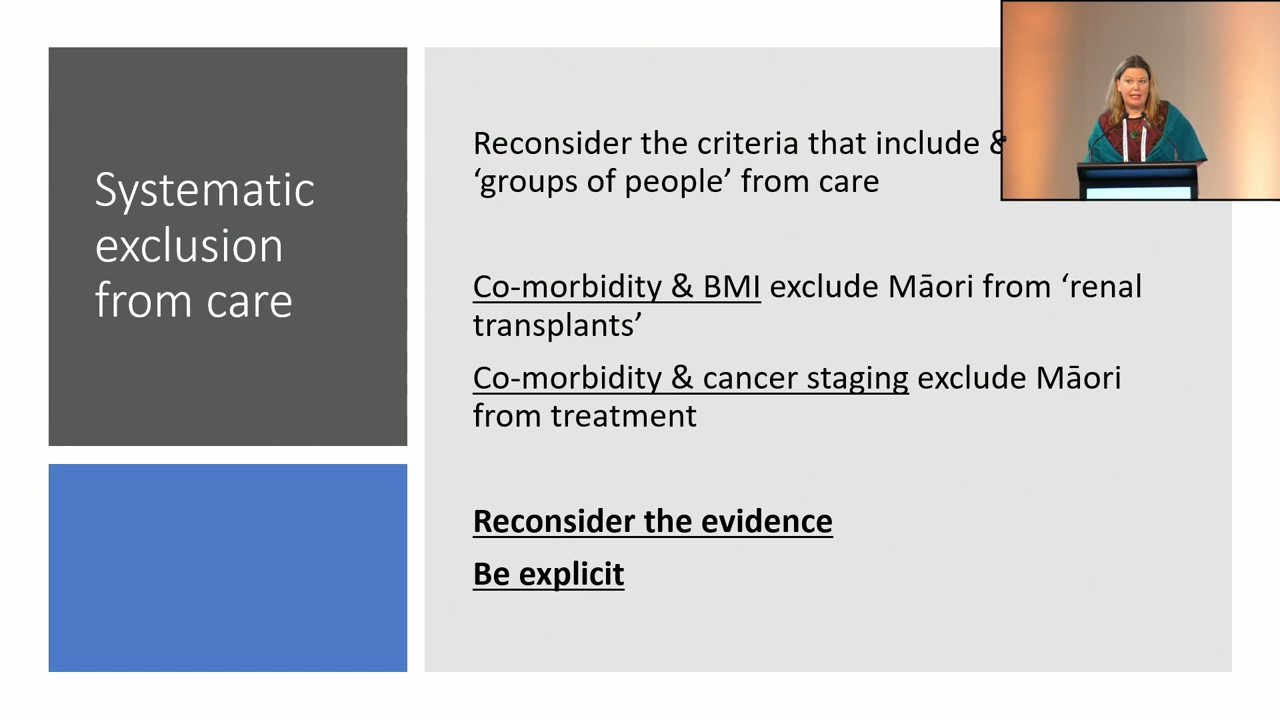 Systematic
exclusion
from care
Reconsider the criteria that include &
‘groups of people’ from care
Co-morbidity & BMI exclude Māori from ‘renal
transplants’
Co-morbidity & cancer staging exclude Māori
from treatment
Reconsider the evidence
Be explicit